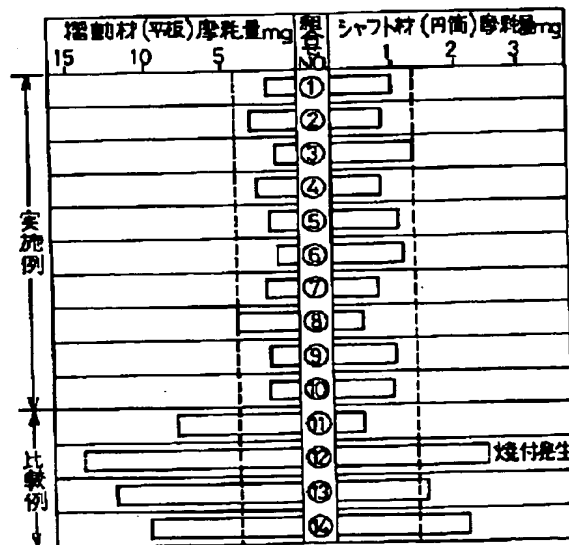 摺動材(平板)摩耗量mg
組合せNO.
シャフト材(円筒)摩耗量mg
15 10 5
1 2 3
実施例
①
②
③
④
⑤
⑥
⑦
⑧
⑨
⑩
比較例
⑪
⑫ 焼付発生
⑬
⑭